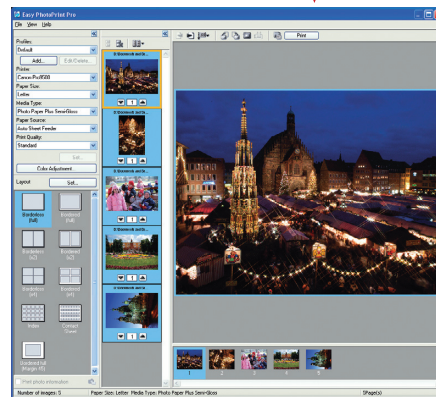 Easy PhotoPrint Pro
File View Help
Profiles:
Default
Add... Edit/Delete...
Printer:
Canon Pro9500
Paper Size:
Letter
Media Type:
Photo Paper Plus Semi-Gloss
Paper Source:
Auto Sheet Feeder
Print Quality:
Standard
Set...
Color Adjustment...
Layout Set...
Borderless (full) Bordered (full)
Borderless (x2) Bordered (x2)
Borderless (x4) Bordered (x4)
Index Contact Sheet
Bordered full (Margin 45)
Print photo information
Print
1
1
1
1
1
1 2 3 4 5
Number of images: 5 Paper Size: Letter Media Type: Photo Paper Plus Semi-Gloss 5Page(s)